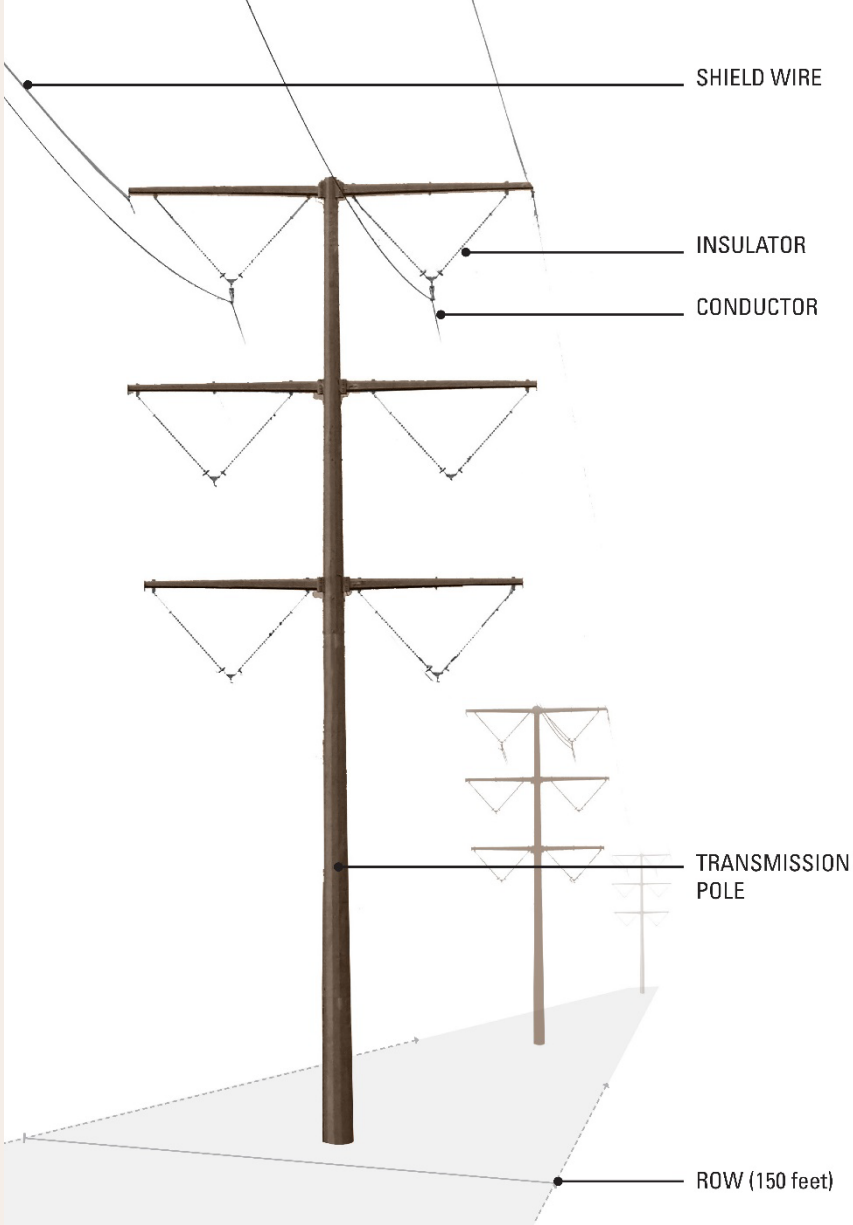 SHIELD WIRE
INSULATOR
CONDUCTOR
TRANSMISSION
POLE
ROW (150 feet)